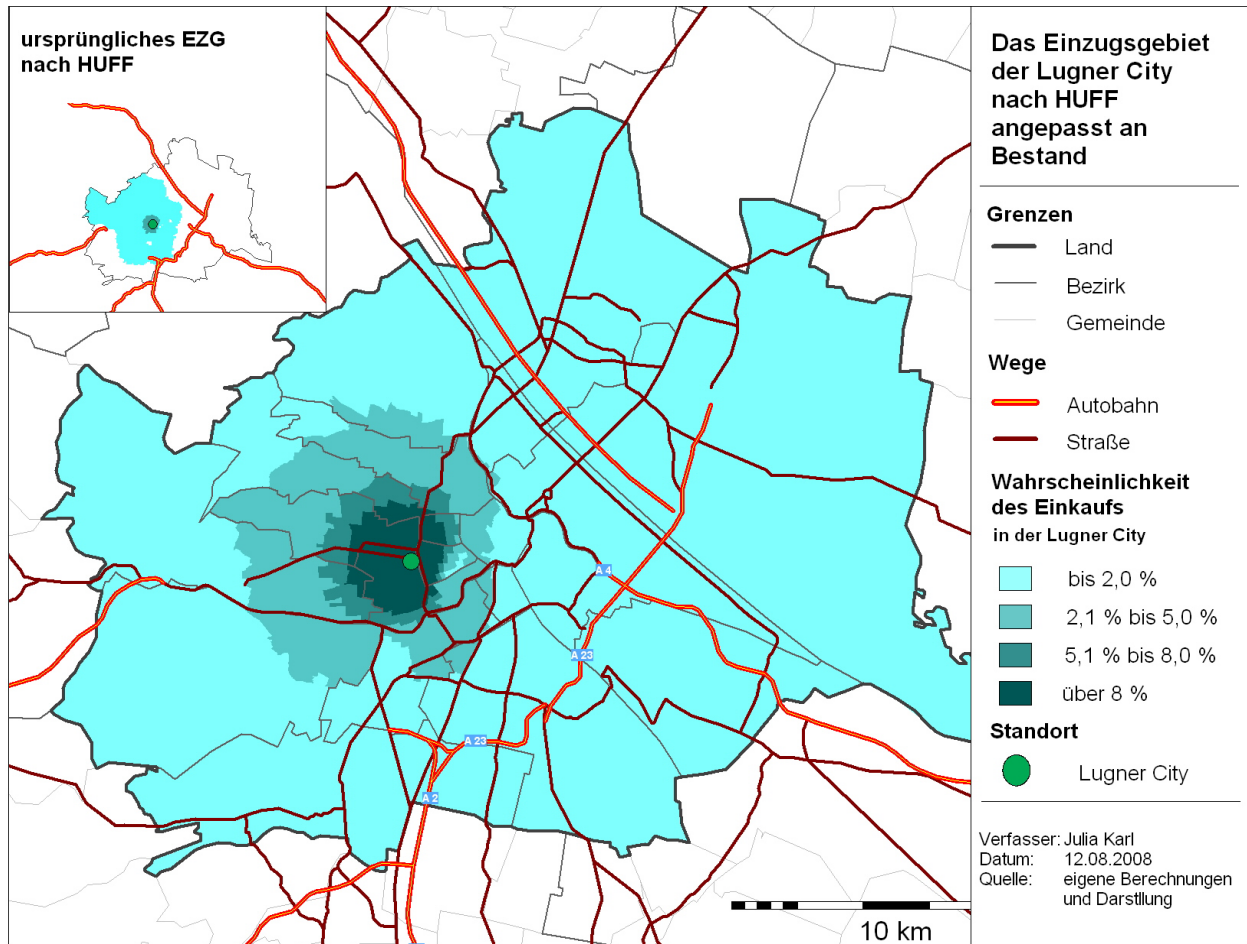 ursprüngliches EZG
nach HUFF
Das Einzugsgebiet
der Lugner City
nach HUFF
angepasst an
Bestand
Grenzen
Land
Bezirk
Gemeinde
Wege
Autobahn
Straße
Wahrscheinlichkeit
des Einkaufs
in der Lugner City
bis 2,0 %
2,1 % bis 5,0 %
5,1 % bis 8,0 %
über 8 %
Standort
Lugner City
Verfasser: Julia Karl
Datum: 12.08.2008
Quelle: eigene Berechnungen
und Darstllung
A 4
A 23
A 23
A 2
10 km